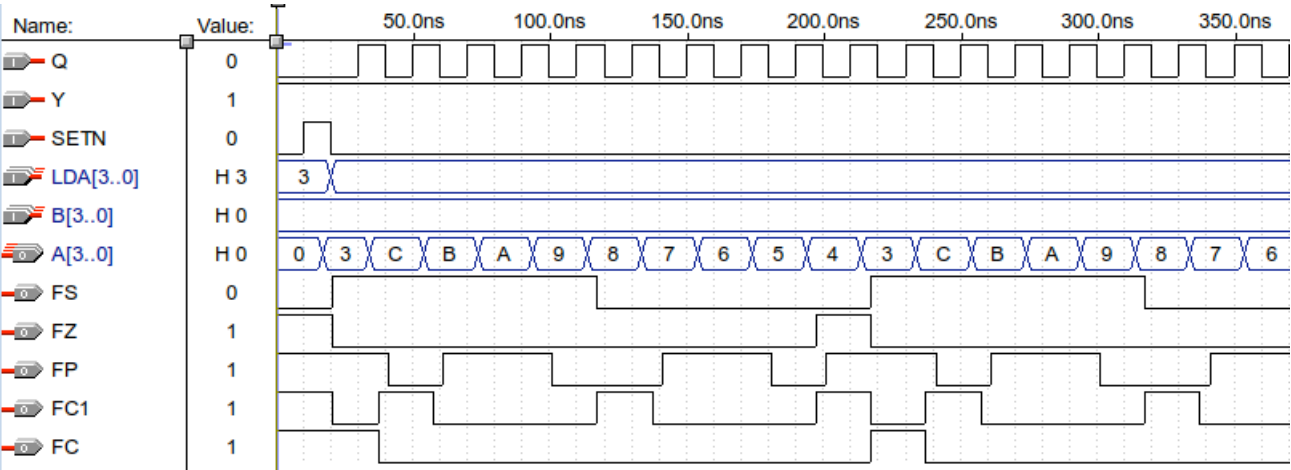 Name: Value: 50.0ns 100.0ns 150.0ns 200.0ns 250.0ns 300.0ns 350.0ns
Q 0
Y 1
SETN 0
LDA[3..0] H 3 3
B[3..0] H 0
A[3..0] H 0 0 3 C B A 9 8 7 6 5 4 3 C B A 9 8 7 6
FS 0
FZ 1
FP 1
FC1 1
FC 1